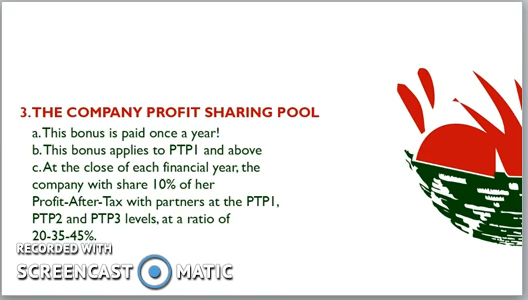 3.THE COMPANY PROFIT SHARING POOL
a.This bonus is paid once a year!
b.This bonus applies to PTP1 and above
c.At the close of each financial year, the
company with share 10% of her
Profit-After-Tax with partners at the PTP1,
PTP2 and PTP3 levels, at a ratio of
20-35-45%.
RECORDED WITH
SCREENCAST MATIC